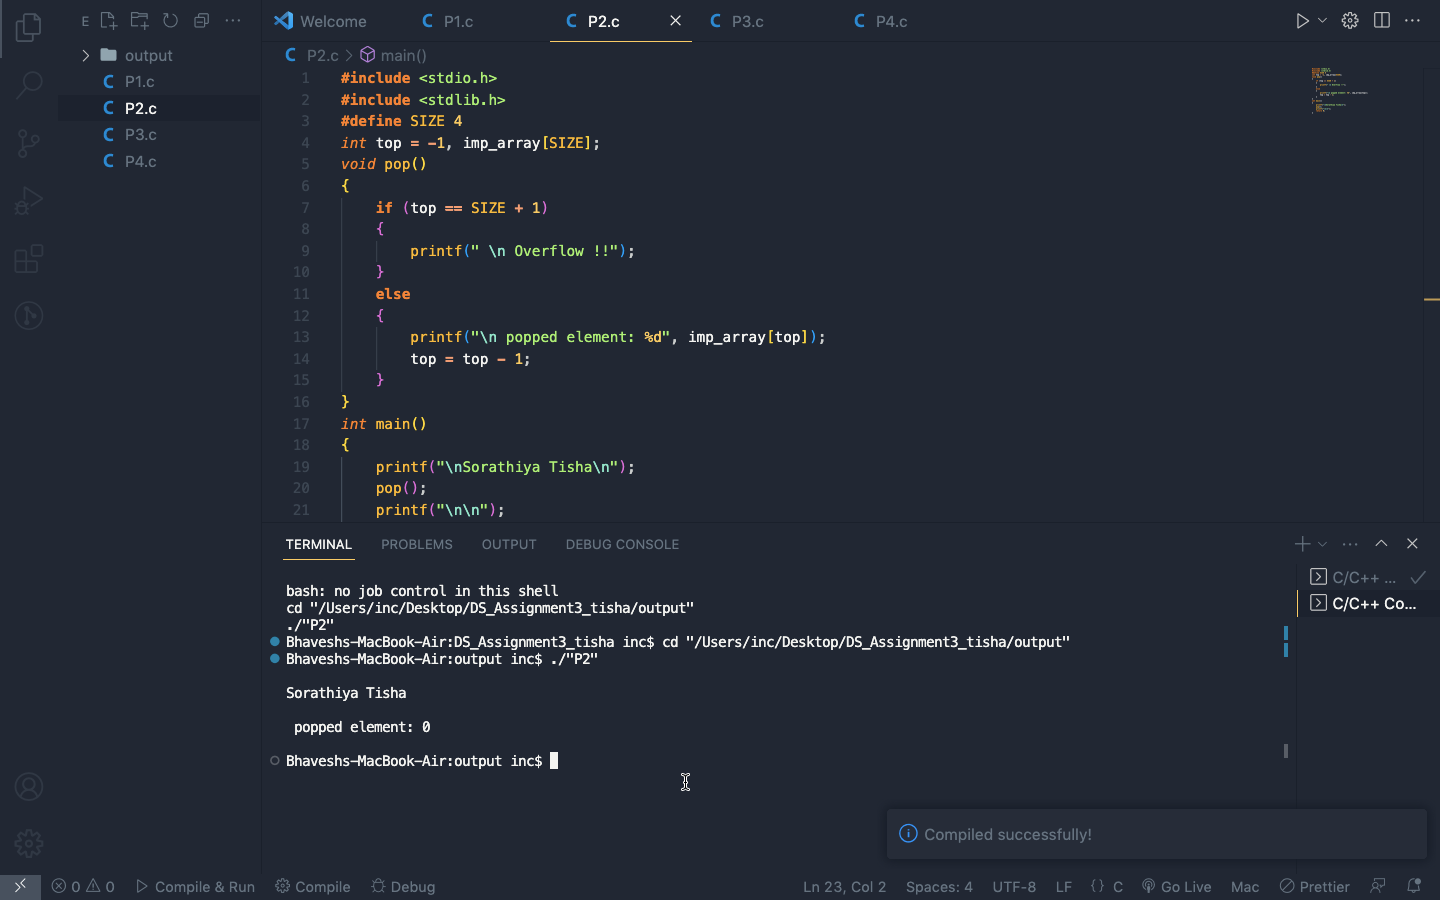 E
Welcome
P1.c
P2.c
P3.c
P4.c
output
P1.c
P2.c
P3.c
P4.c
P2.c > main()
1 #include <stdio.h>
2 #include <stdlib.h>
3 #define SIZE 4
4 int top = -1, imp_array[SIZE];
5 void pop()
6 {
7 if (top == SIZE + 1)
8 {
9 printf(" \n Overflow !!");
10 }
11 else
12 {
13 printf("\n popped element: %d", imp_array[top]);
14 top = top - 1;
15 }
16 }
17 int main()
18 {
19 printf("\nSorathiya Tisha\n");
20 pop();
21 printf("\n\n");
TERMINAL PROBLEMS OUTPUT DEBUG CONSOLE
bash: no job control in this shell
cd "/Users/inc/Desktop/DS_Assignment3_tisha/output"
./"P2"
Bhaveshs-MacBook-Air:DS_Assignment3_tisha inc$ cd "/Users/inc/Desktop/DS_Assignment3_tisha/output"
Bhaveshs-MacBook-Air:output inc$ ./"P2"
Sorathiya Tisha
popped element: 0
Bhaveshs-MacBook-Air:output inc$
C/C++ ...
C/C++ Co...
Compiled successfully!
0 0 Compile & Run Compile Debug Ln 23, Col 2 Spaces: 4 UTF-8 LF {} C Go Live Mac Prettier